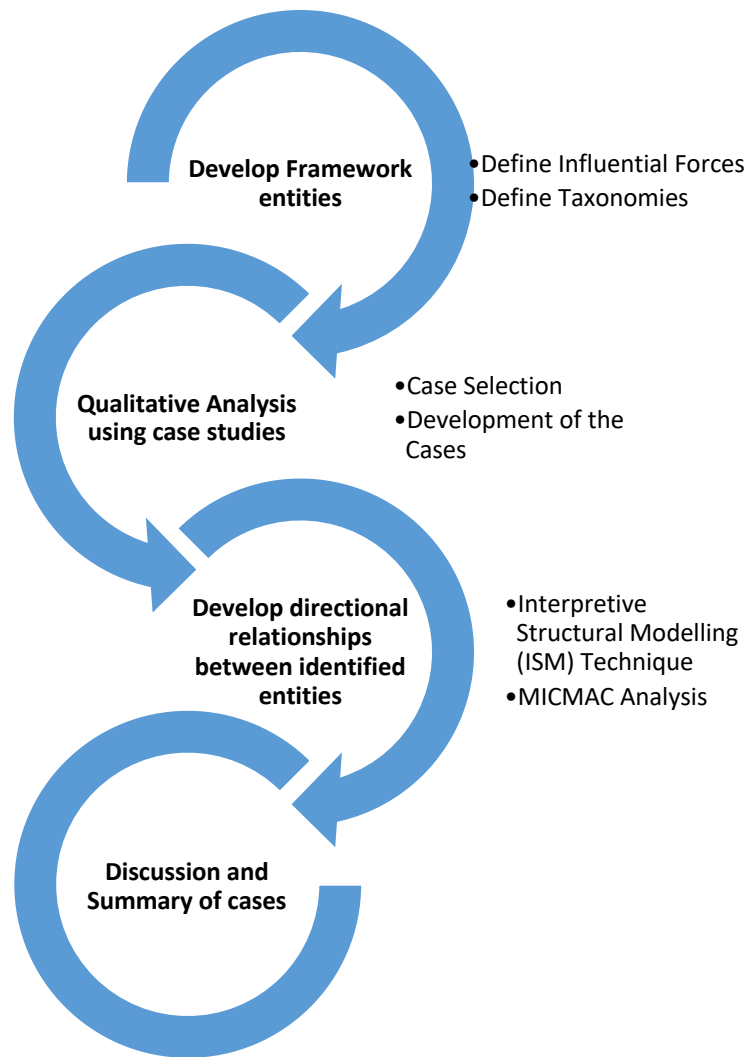 Develop Framework
entities
•Define Influential Forces
•Define Taxonomies
Qualitative Analysis
using case studies
•Case Selection
•Development of the
Cases
Develop directional
relationships
between identified
entities
•Interpretive
Structural Modelling
(ISM) Technique
•MICMAC Analysis
Discussion and
Summary of cases